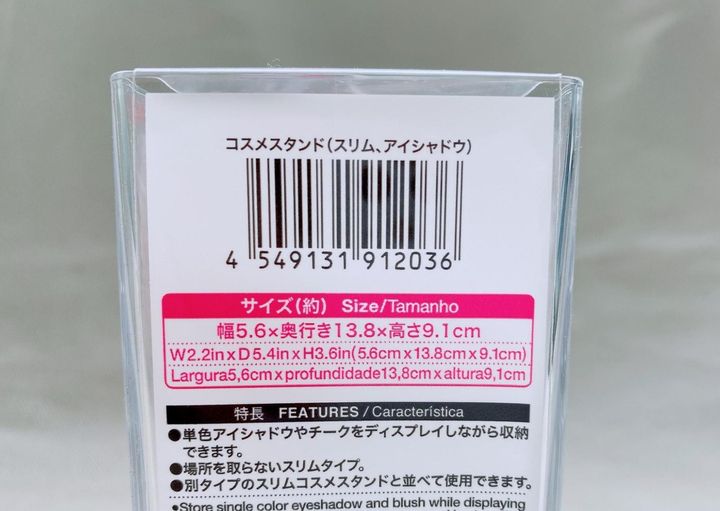 コスメスタンド(スリム、アイシャドウ)
4 549131 912036
サイズ(約) Size/Tamanho
幅5.6×奥行き13.8×高さ9.1cm
W2.2in x D5.4in x H3.6in(5.6cm x 13.8cm x 9.1cm)
Largura5,6cm x profundidade13,8cm x altura9,1cm
特長 FEATURES / Característica
●単色アイシャドウやチークをディスプレイしながら収納
できます。
●場所を取らないスリムタイプ。
●別タイプのスリムコスメスタンドと並べて使用できます。
•Store single color eyeshadow and blush while displaying